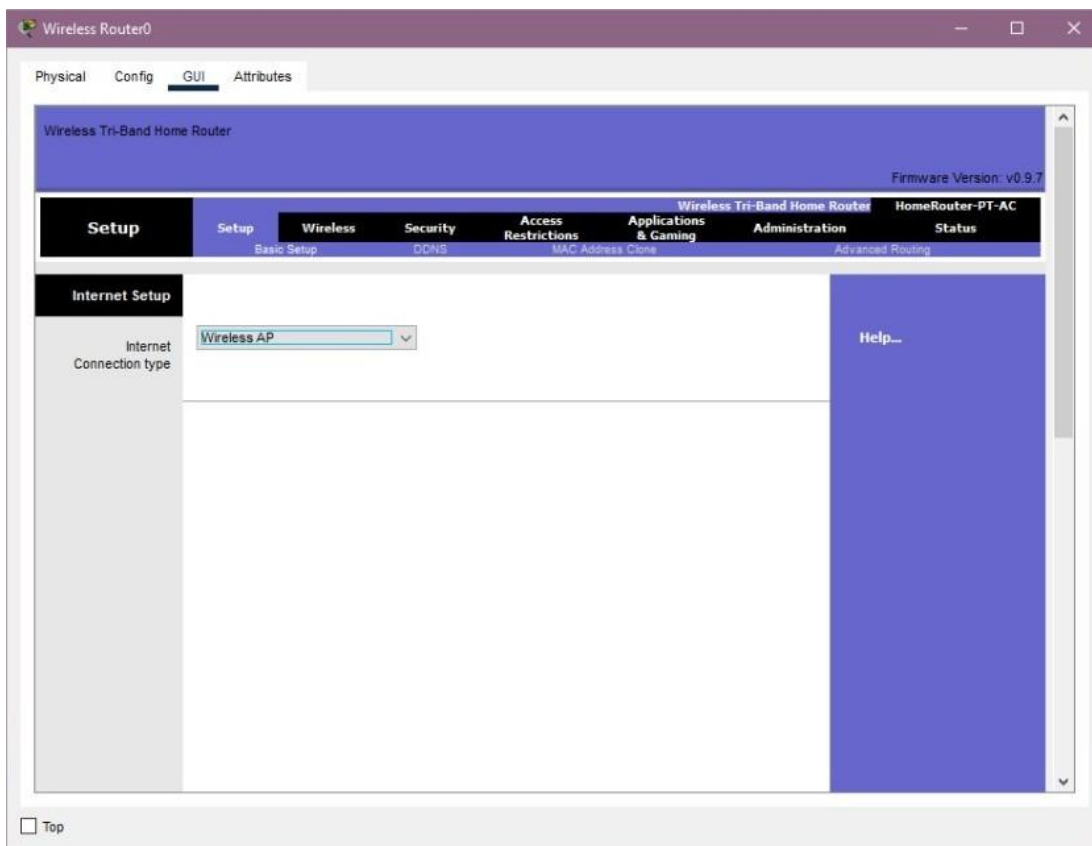 Wireless Router0
Physical Config GUI Attributes
Wireless Tri-Band Home Router
Firmware Version: v0.9.7
Wireless Tri-Band Home Router HomeRouter-PT-AC
Setup
Setup Wireless Security Access Restrictions Applications & Gaming Administration Status
Basic Setup DDNS MAC Address Clone Advanced Routing
Internet Setup
Internet
Connection type
Wireless AP
Help...
Top